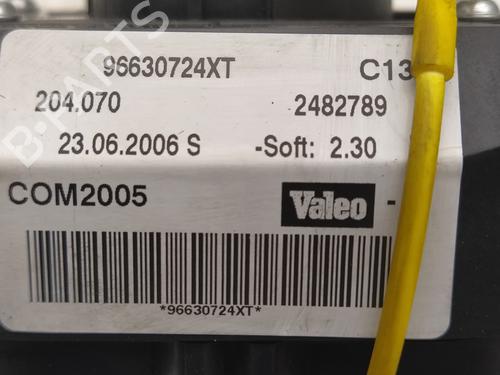 96630724XT C13
204.070 2482789
23.06.2006 S -Soft: 2.30
COM2005 Valeo -
*96630724XT*
B-PARTS